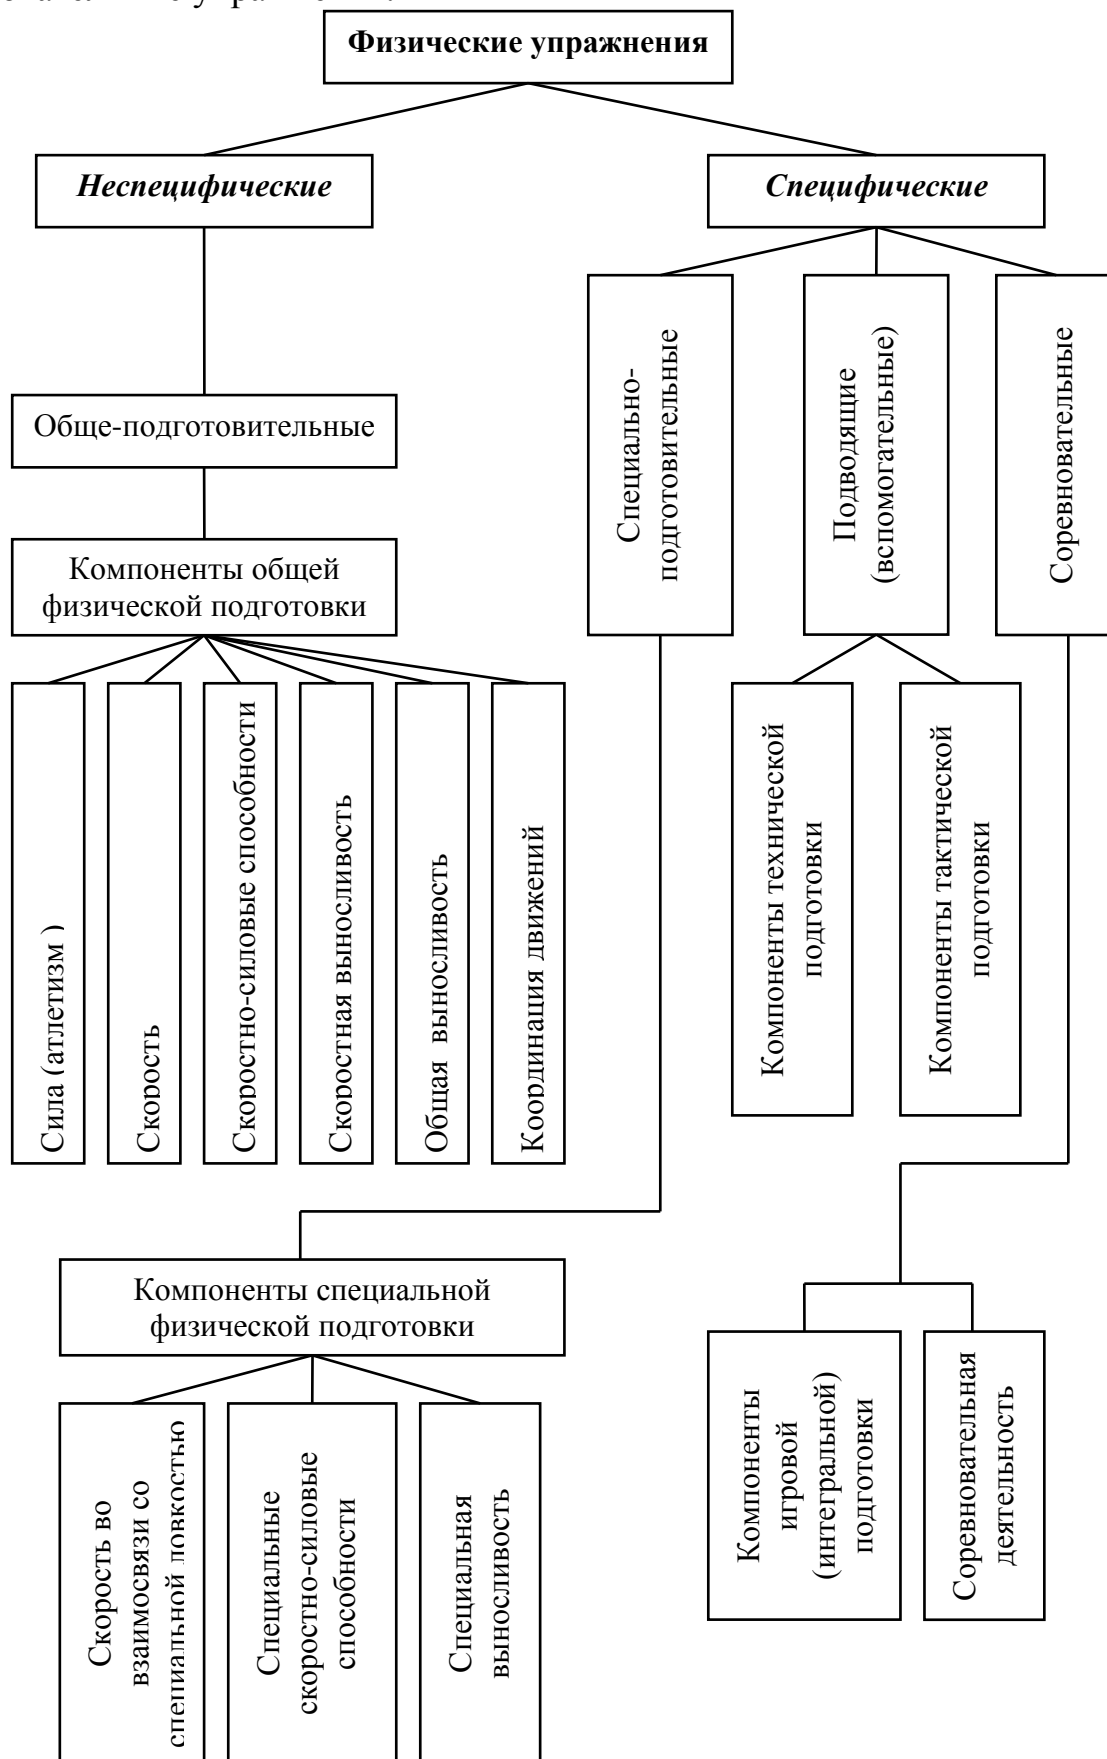 Физические упражнения
Неспецифические
Специфические
Обще-подготовительные
Специально-
подготовительные
Подводящие
(вспомогательные)
Соревновательные
Компоненты общей
физической подготовки
Сила (атлетизм )
Скорость
Скоростно-силовые способности
Скоростная выносливость
Общая выносливость
Координация движений
Компоненты технической
подготовки
Компоненты тактической
подготовки
Компоненты специальной
физической подготовки
Скорость во
взаимосвязи со
специальной ловкостью
Специальные
скоростно-силовые
способности
Специальная
выносливость
Компоненты
игровой
(интегральной)
подготовки
Соревновательная
деятельность